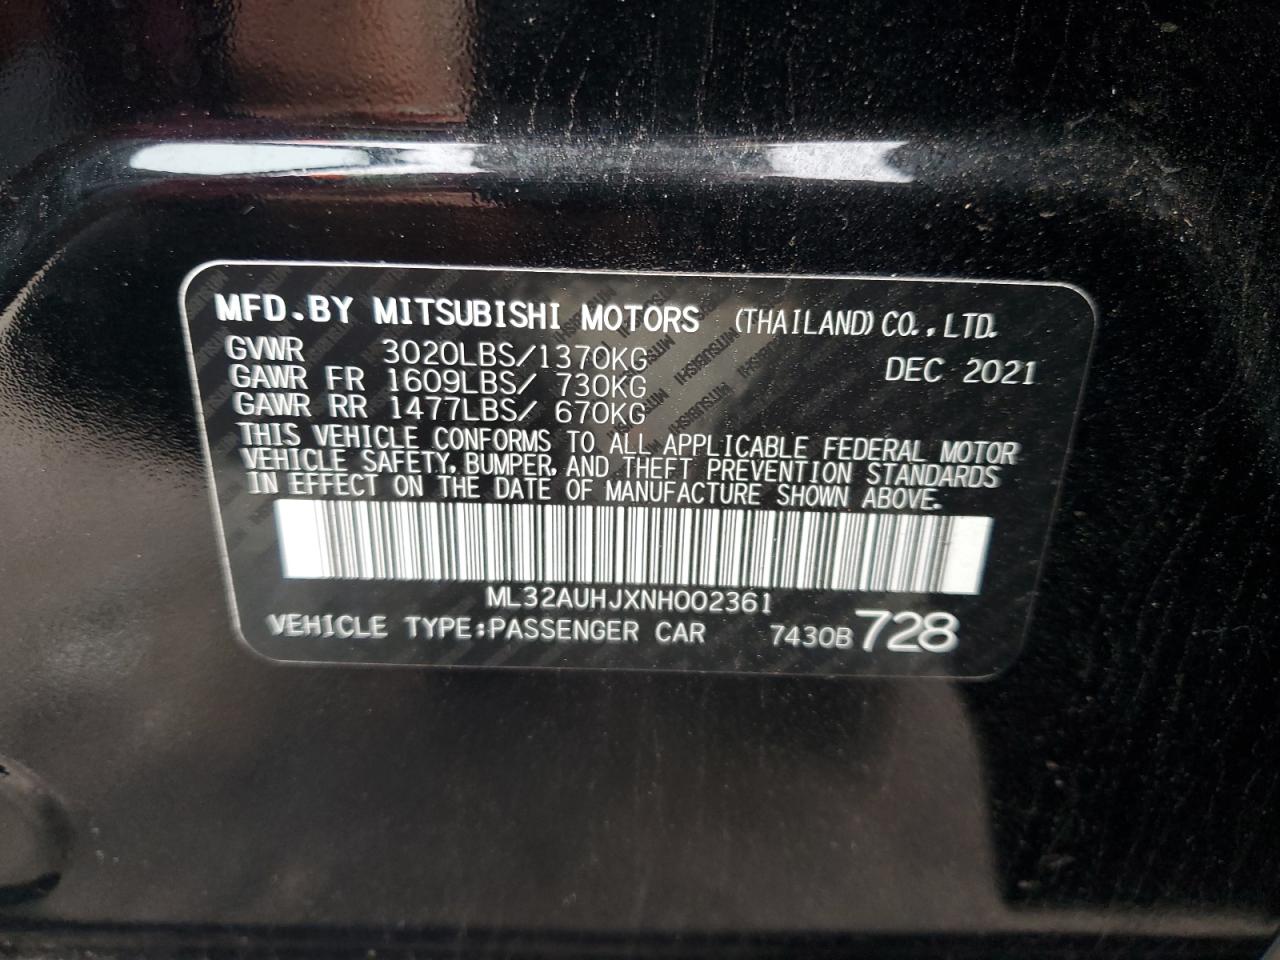 MFD.BY MITSUBISHI MOTORS (THAILAND) CO., LTD.
GVWR 3020LBS/1370KG DEC 2021
GAWR FR 1609LBS/ 730KG
GAWR RR 1477LBS/ 670KG
THIS VEHICLE CONFORMS TO ALL APPLICABLE FEDERAL MOTOR
VEHICLE SAFETY, BUMPER, AND THEFT PREVENTION STANDARDS
IN EFFECT ON THE DATE OF MANUFACTURE SHOWN ABOVE.
ML32AUHJXNH002361
VEHICLE TYPE:PASSENGER CAR 7430B 728